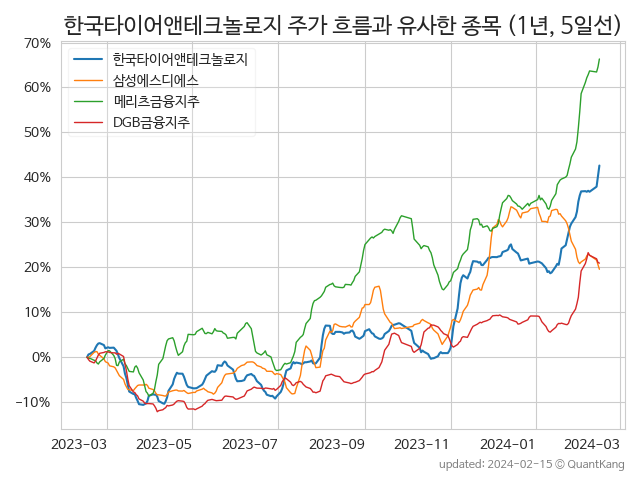 한국타이어앤테크놀로지 주가 흐름과 유사한 종목 (1년, 5일선)
70%
60%
50%
40%
30%
20%
10%
0%
−10%
한국타이어앤테크놀로지
삼성에스디에스
메리츠금융지주
DGB금융지주
2023-03 2023-05 2023-07 2023-09 2023-11 2024-01 2024-03
updated: 2024-02-15 © QuantKang